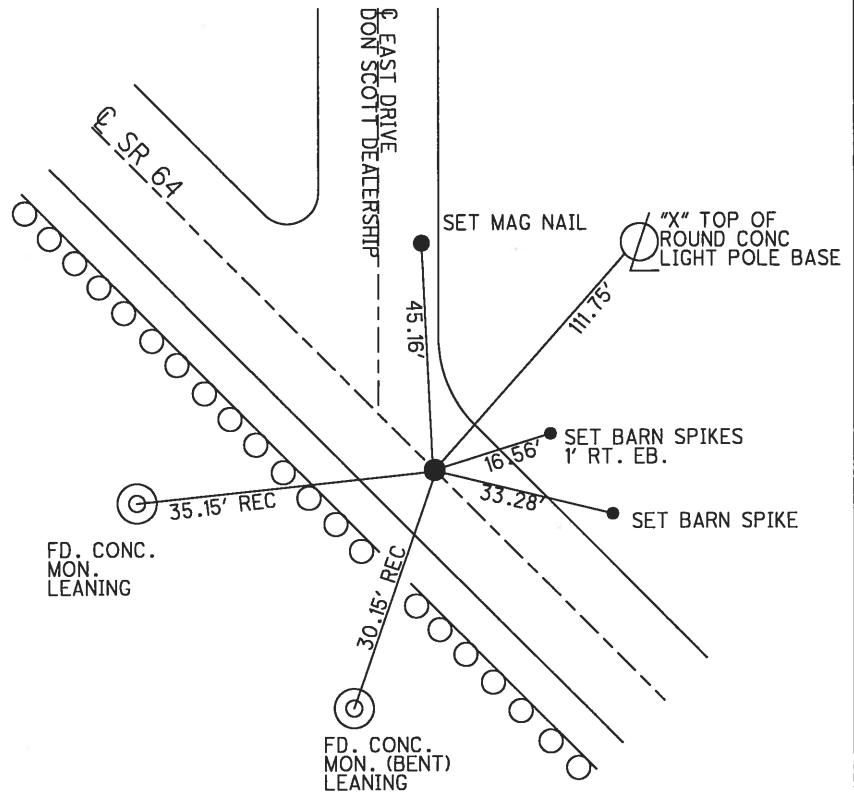 ℄ EAST DRIVE
DON SCOTT DEALERSHIP
℄ SR 64
SET MAG NAIL
"X" TOP OF
ROUND CONC
LIGHT POLE BASE
45.16'
111.75'
SET BARN SPIKES
1' RT. EB.
16.56'
33.28'
SET BARN SPIKE
35.15' REC
FD. CONC.
MON.
LEANING
30.15' REC
FD. CONC.
MON. (BENT)
LEANING